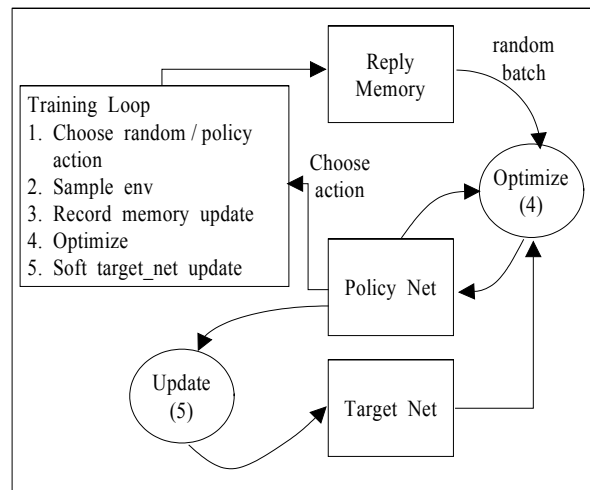 Reply
Memory
random
batch
Training Loop
1. Choose random / policy
action
2. Sample env
3. Record memory update
4. Optimize
5. Soft target_net update
Choose
action
Optimize
(4)
Policy Net
Update
(5)
Target Net